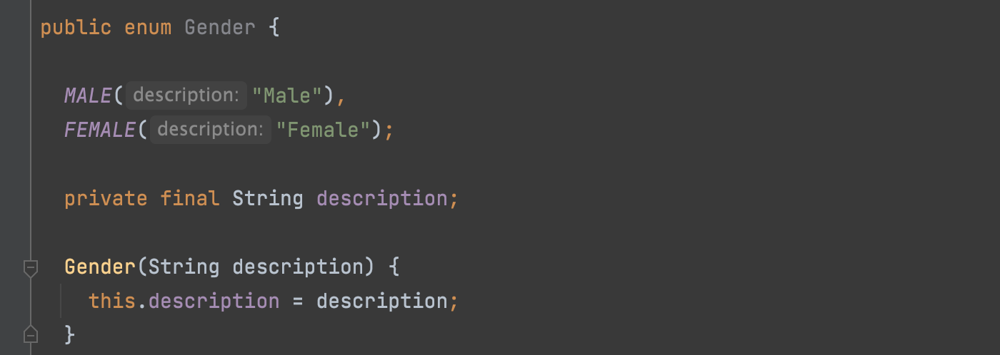 public enum Gender {
MALE( description: "Male"),
FEMALE( description: "Female");
private final String description;
Gender(String description) {
this.description = description;
}